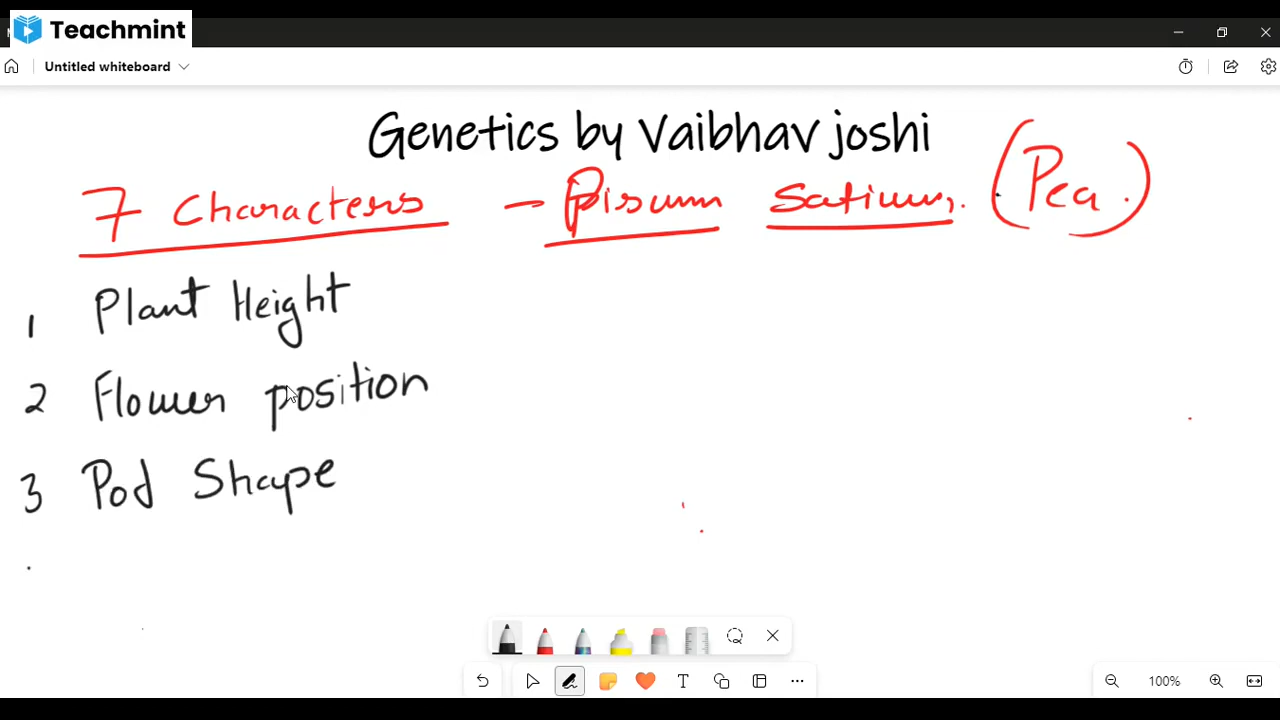 Teachmint
Untitled whiteboard
Genetics by Vaibhav joshi
7 Characters - Pisum Sativum, (Pea.)
1 Plant Height
2 Flower position
3 Pod Shape
.
T
100%